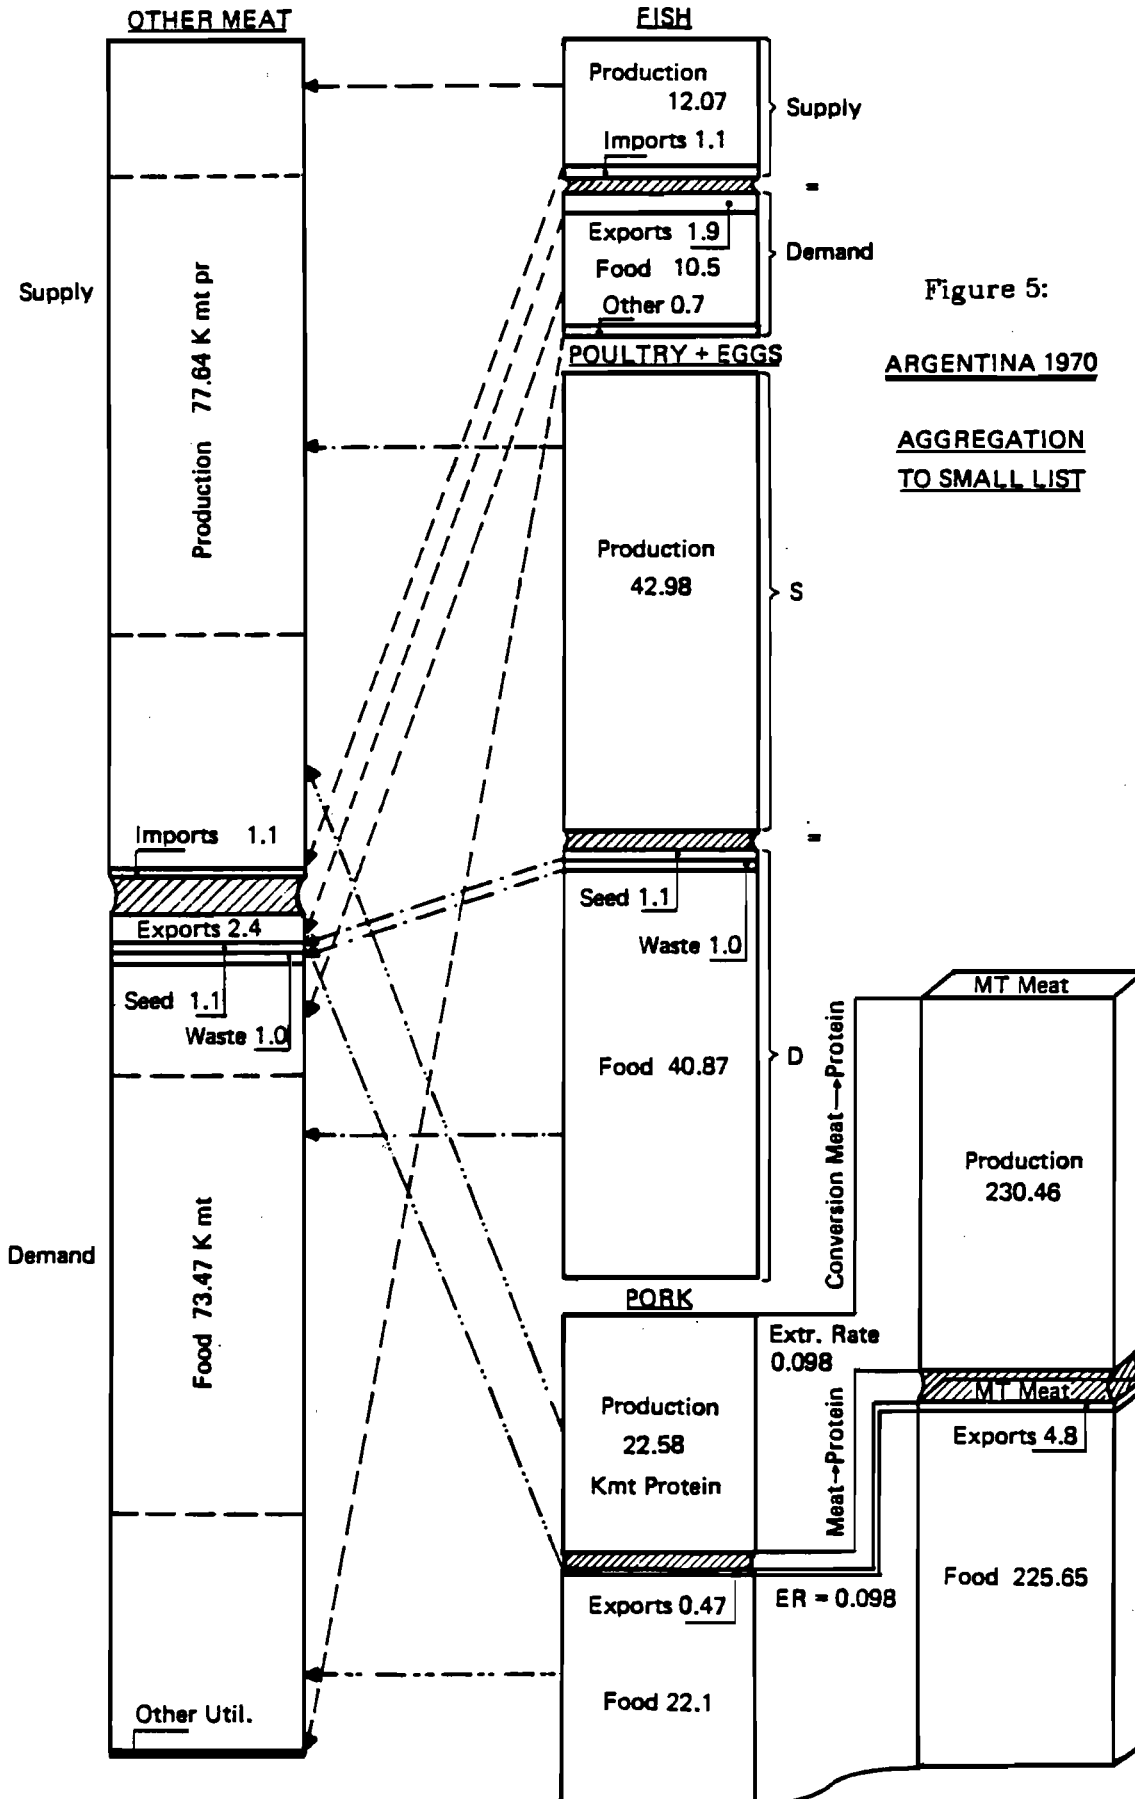 OTHER MEAT
Supply
Production 77.64 K mt pr
Imports 1.1
Exports 2.4
Seed 1.1
Waste 1.0
Demand
Food 73.47 K mt
Other Util.
FISH
Production
12.07
Imports 1.1
Supply
=
Exports 1.9
Food 10.5
Other 0.7
Demand
POULTRY + EGGS
Production
42.98
S
=
Seed 1.1
Waste 1.0
Food 40.87
D
PORK
Production
22.58
Kmt Protein
Exports 0.47
Food 22.1
Extr. Rate
0.098
ER = 0.098
Conversion Meat→Protein
Meat→Protein
MT Meat
Production
230.46
MT Meat
Exports 4.8
Food 225.65
Figure 5:
ARGENTINA 1970
AGGREGATION
TO SMALL LIST